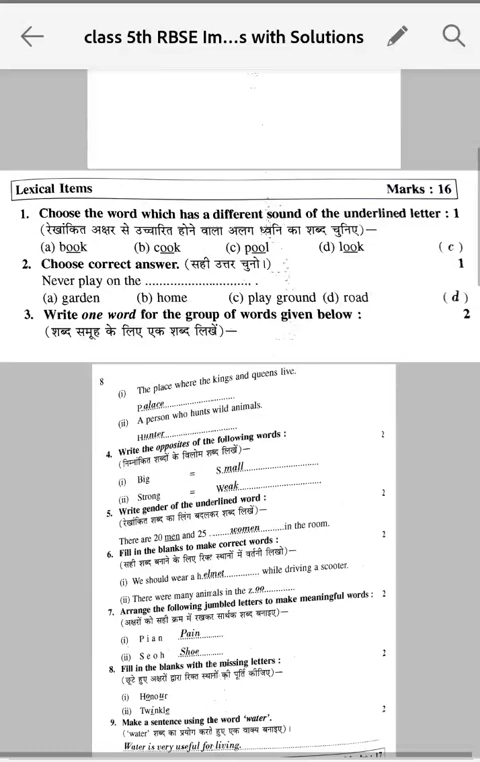 class 5th RBSE Im...s with Solutions
Lexical Items Marks : 16
1. Choose the word which has a different sound of the underlined letter : 1
(रेखांकित अक्षर से उच्चारित होने वाला अलग ध्वनि का शब्द चुनिए)—
(a) book (b) cook (c) pool (d) look ( c )
2. Choose correct answer. (सही उत्तर चुनो।) 1
Never play on the .............................. .
(a) garden (b) home (c) play ground (d) road ( d )
3. Write one word for the group of words given below : 2
(शब्द समूह के लिए एक शब्द लिखें)—
8
(i) The place where the kings and queens live.
Palace..............................
(ii) A person who hunts wild animals.
Hunter..............................
4. Write the opposites of the following words : 2
(निम्नांकित शब्दों के विलोम शब्द लिखें)—
(i) Big = Small..............................
(ii) Strong = Weak..............................
5. Write gender of the underlined word : 2
(रेखांकित शब्द का लिंग बदलकर शब्द लिखें)—
There are 20 men and 25 ........women............in the room.
6. Fill in the blanks to make correct words : 2
(सही शब्द बनाने के लिए रिक्त स्थानों में वर्तनी लिखो)—
(i) We should wear a helmet............... while driving a scooter.
(ii) There were many animals in the zoo...............
7. Arrange the following jumbled letters to make meaningful words : 2
(अक्षरों को सही क्रम में रखकर सार्थक शब्द बनाइए)—
(i) P i a n Pain
(ii) S e o h Shoe
8. Fill in the blanks with the missing letters : 2
(छूटे हुए अक्षरों द्वारा रिक्त स्थानों की पूर्ति कीजिए)—
(i) Honour
(ii) Twinkle
9. Make a sentence using the word 'water'. 2
('water' शब्द का प्रयोग करते हुए एक वाक्य बनाइए)।
Water is very useful for living.